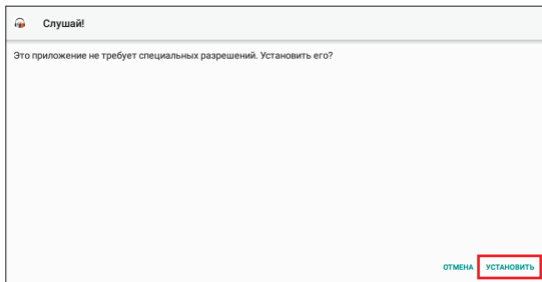 Слушай!
Это приложение не требует специальных разрешений. Установить его?
ОТМЕНА УСТАНОВИТЬ